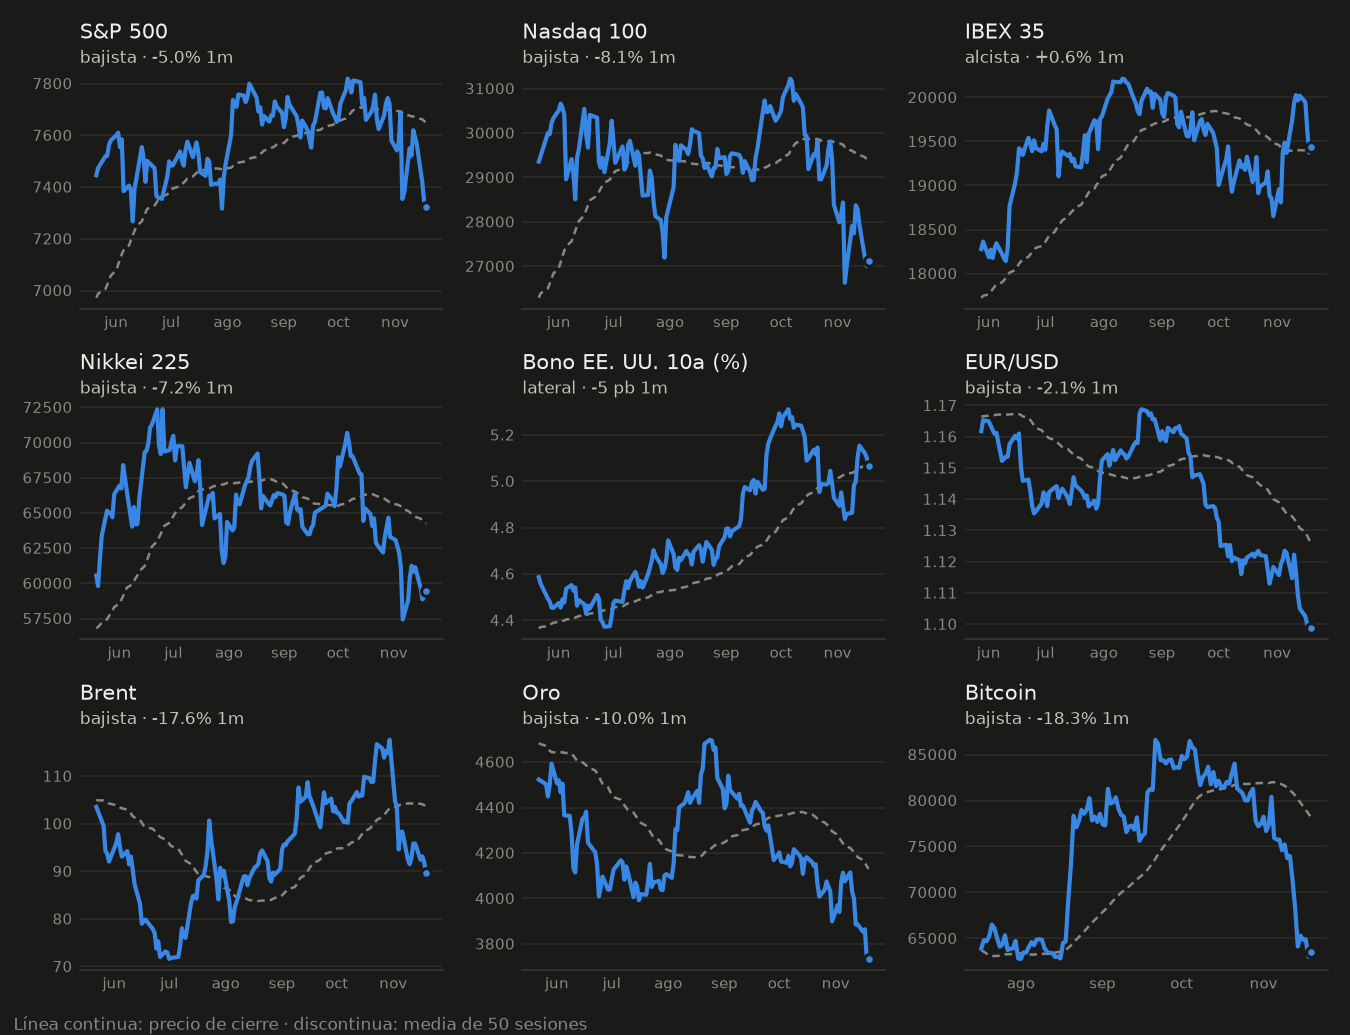 S&P 500
bajista · -5.0% 1m
7800
7600
7400
7200
7000
jun jul ago sep oct nov
Nasdaq 100
bajista · -8.1% 1m
31000
30000
29000
28000
27000
jun jul ago sep oct nov
IBEX 35
alcista · +0.6% 1m
20000
19500
19000
18500
18000
jun jul ago sep oct nov
Nikkei 225
bajista · -7.2% 1m
72500
70000
67500
65000
62500
60000
57500
jun jul ago sep oct nov
Bono EE. UU. 10a (%)
lateral · -5 pb 1m
5.2
5.0
4.8
4.6
4.4
jun jul ago sep oct nov
EUR/USD
bajista · -2.1% 1m
1.17
1.16
1.15
1.14
1.13
1.12
1.11
1.10
jun jul ago sep oct nov
Brent
bajista · -17.6% 1m
110
100
90
80
70
jun jul ago sep oct nov
Oro
bajista · -10.0% 1m
4600
4400
4200
4000
3800
jun jul ago sep oct nov
Bitcoin
bajista · -18.3% 1m
85000
80000
75000
70000
65000
ago sep oct nov
Línea continua: precio de cierre · discontinua: media de 50 sesiones